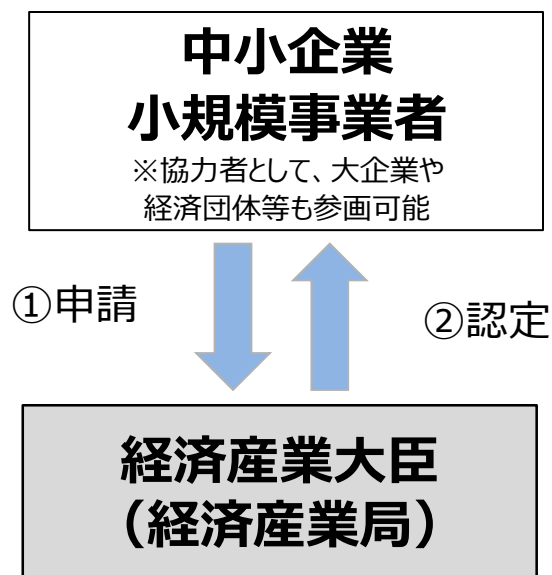 中小企業
小規模事業者
※協力者として、大企業や
経済団体等も参画可能
①申請
②認定
経済産業大臣
（経済産業局）